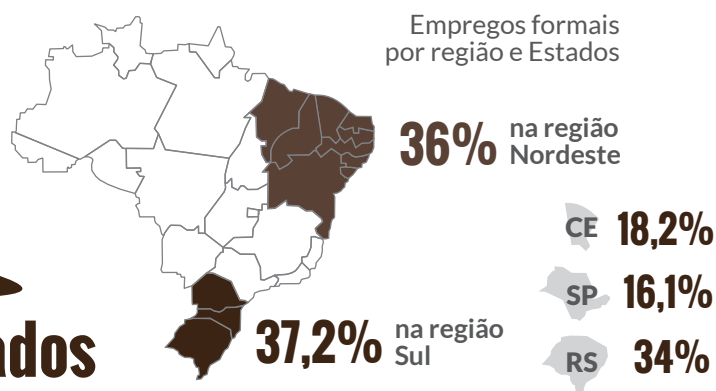 Empregos formais
por região e Estados
36% na região
Nordeste
CE 18,2%
SP 16,1%
37,2% na região
Sul
RS 34%